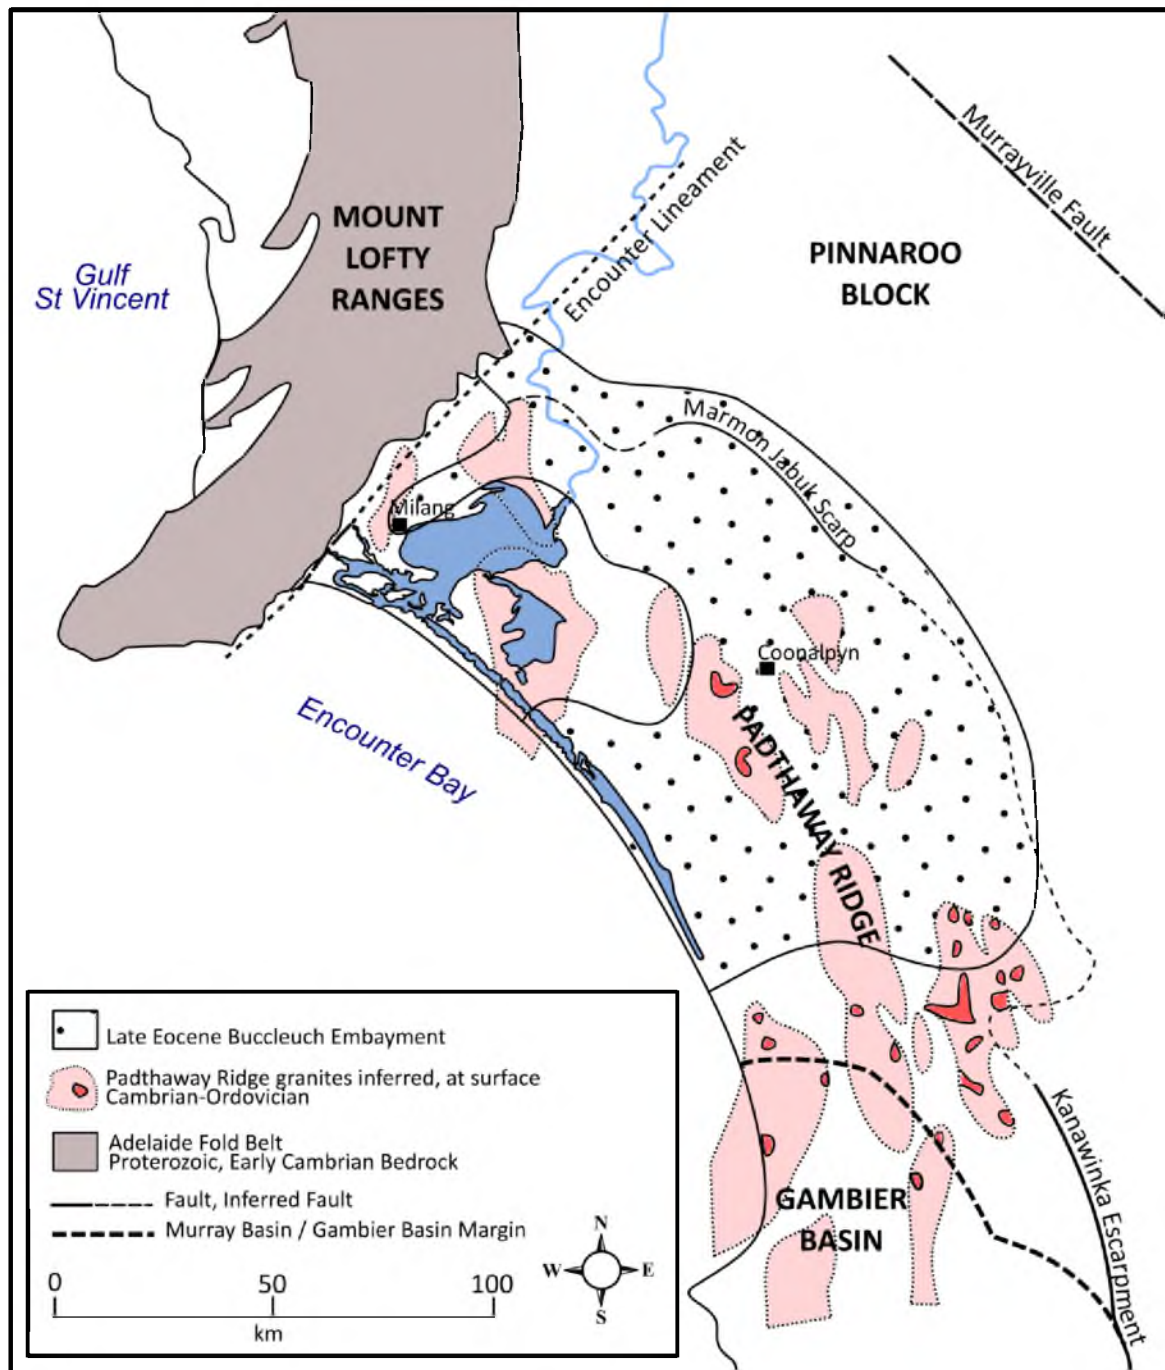 Murrayville Fault
Encounter Lineament
MOUNT
LOFTY
RANGES
PINNAROO
BLOCK
Gulf
St Vincent
Marmon Jabuk Scarp
Milang
Coonalpyn
PADTHAWAY RIDGE
Encounter Bay
Late Eocene Buccleuch Embayment
Padthaway Ridge granites inferred, at surface
Cambrian-Ordovician
Adelaide Fold Belt
Proterozoic, Early Cambrian Bedrock
Fault, Inferred Fault
Murray Basin / Gambier Basin Margin
0 50 100
km
N
W E
S
GAMBIER
BASIN
Kanawinka Escarpment